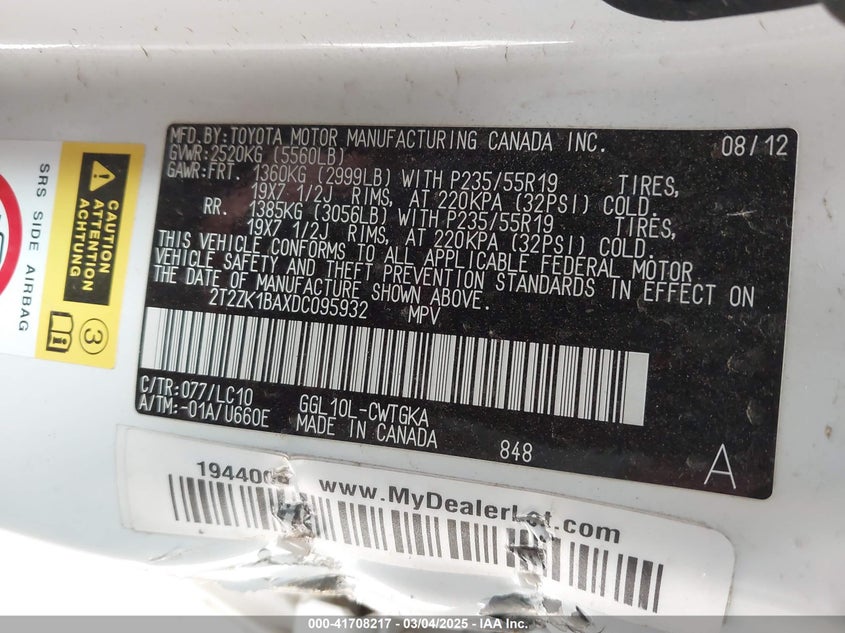 MFD.BY:TOYOTA MOTOR MANUFACTURING CANADA INC. 08/12
GVWR:2520KG (5560LB)
GAWR:FRT. 1360KG (2999LB) WITH P235/55R19 TIRES,
19X7 1/2J RIMS, AT 220KPA (32PSI) COLD.
RR. 1385KG (3056LB) WITH P235/55R19 TIRES,
19X7 1/2J RIMS, AT 220KPA (32PSI) COLD.
THIS VEHICLE CONFORMS TO ALL APPLICABLE FEDERAL MOTOR
VEHICLE SAFETY AND THEFT PREVENTION STANDARDS IN EFFECT ON
THE DATE OF MANUFACTURE SHOWN ABOVE.
2T2ZK1BAXDC095932 MPV
C/TR:077/LC10
A/TM:-01A/U660E
GGL10L-CWTGKA
MADE IN CANADA
848
A
SRS SIDE AIRBAG
CAUTION
ATTENTION
ACHTUNG
3
i
www.MyDealerLot.com
000-41708217 - 03/04/2025 - IAA Inc.